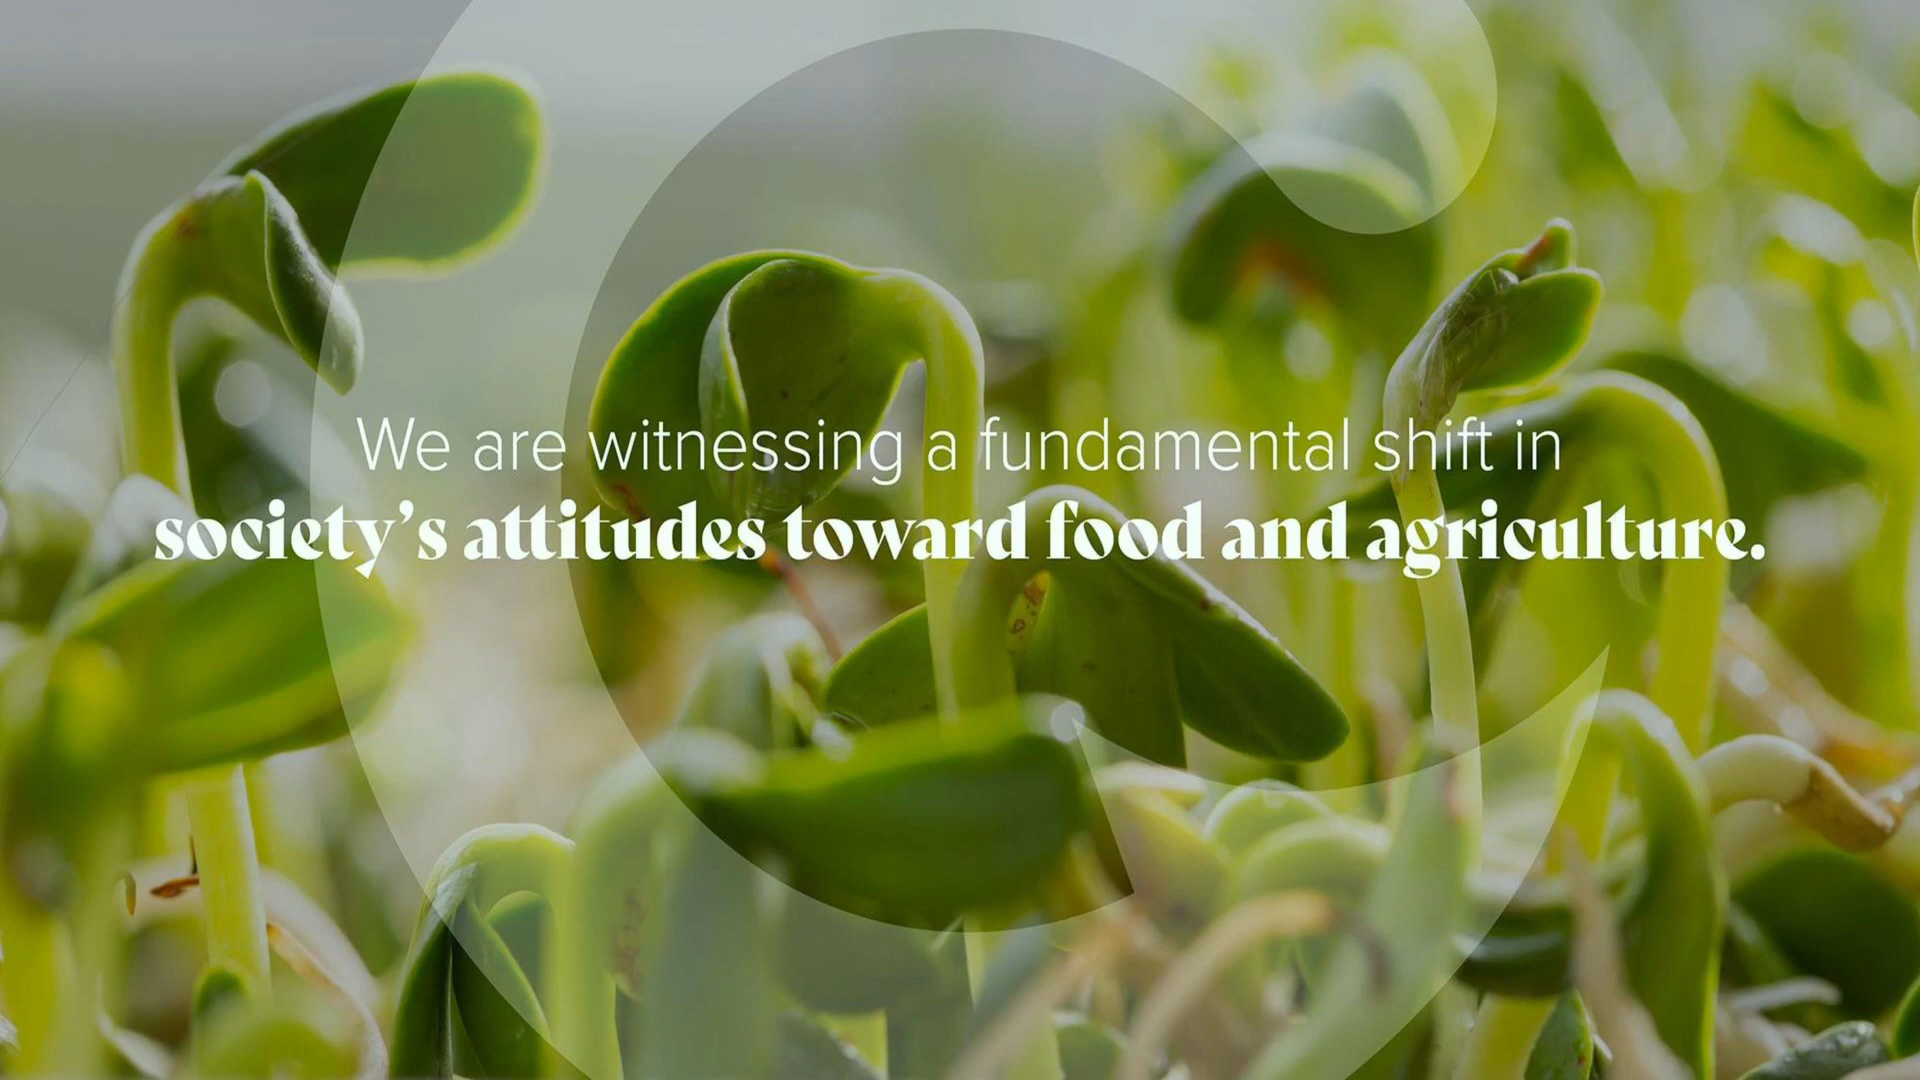 We are witnessing a fundamental shift in
society’s attitudes toward food and agriculture.